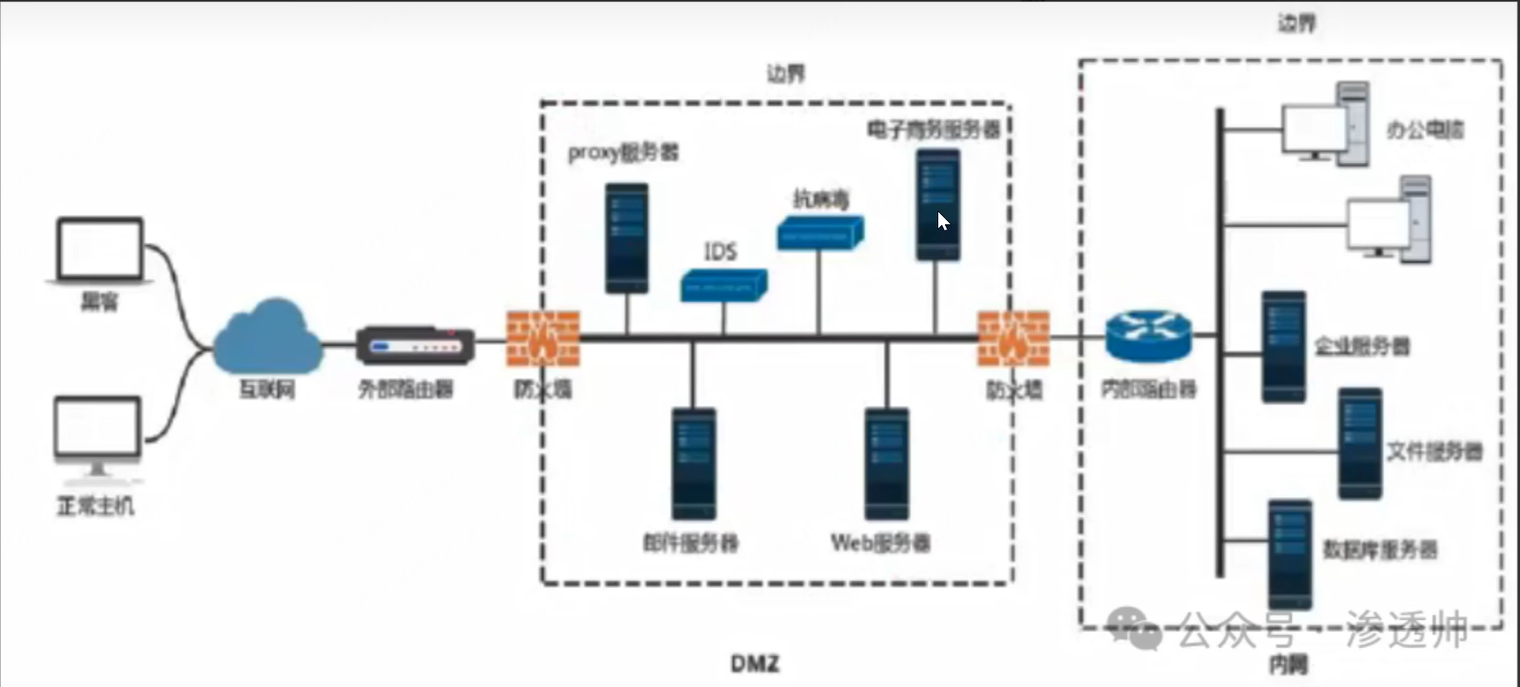 边界
边界
电子商务服务器
办公电脑
proxy服务器
抗病毒
IDS
黑客
企业服务器
互联网
外部路由器
防火墙
防火墙
内部路由器
文件服务器
正常主机
邮件服务器
Web服务器
数据库服务器
公众号 · 渗透帅
DMZ
内网